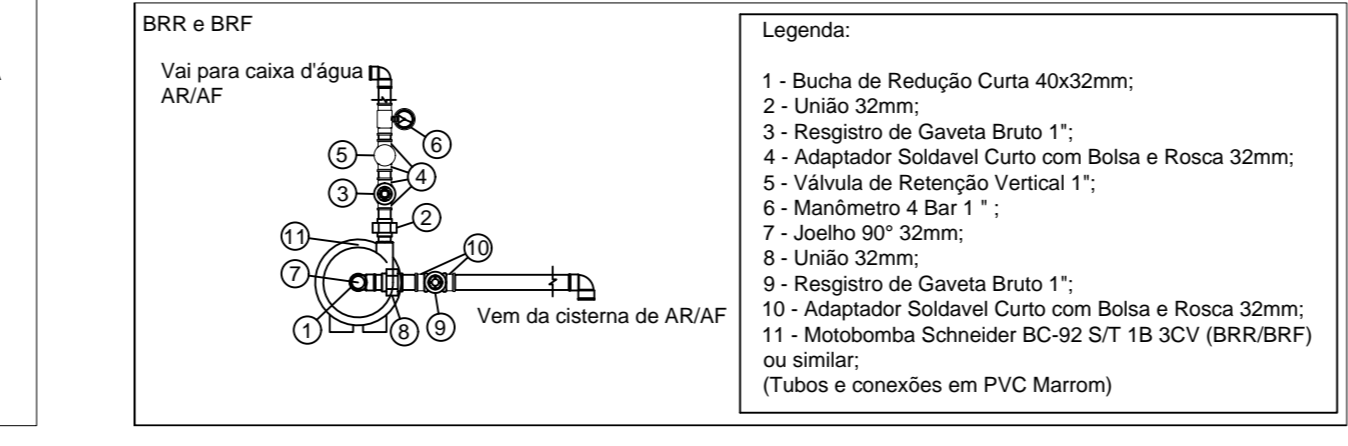 BRR e BRF
Vai para caixa d'água
AR/AF
6
5
4
3
2
11
10
7
1
8
9
Vem da cisterna de AR/AF
Legenda:
1 - Bucha de Redução Curta 40x32mm;
2 - União 32mm;
3 - Resgistro de Gaveta Bruto 1";
4 - Adaptador Soldavel Curto com Bolsa e Rosca 32mm;
5 - Válvula de Retenção Vertical 1";
6 - Manômetro 4 Bar 1 " ;
7 - Joelho 90° 32mm;
8 - União 32mm;
9 - Resgistro de Gaveta Bruto 1";
10 - Adaptador Soldavel Curto com Bolsa e Rosca 32mm;
11 - Motobomba Schneider BC-92 S/T 1B 3CV (BRR/BRF)
ou similar;
(Tubos e conexões em PVC Marrom)